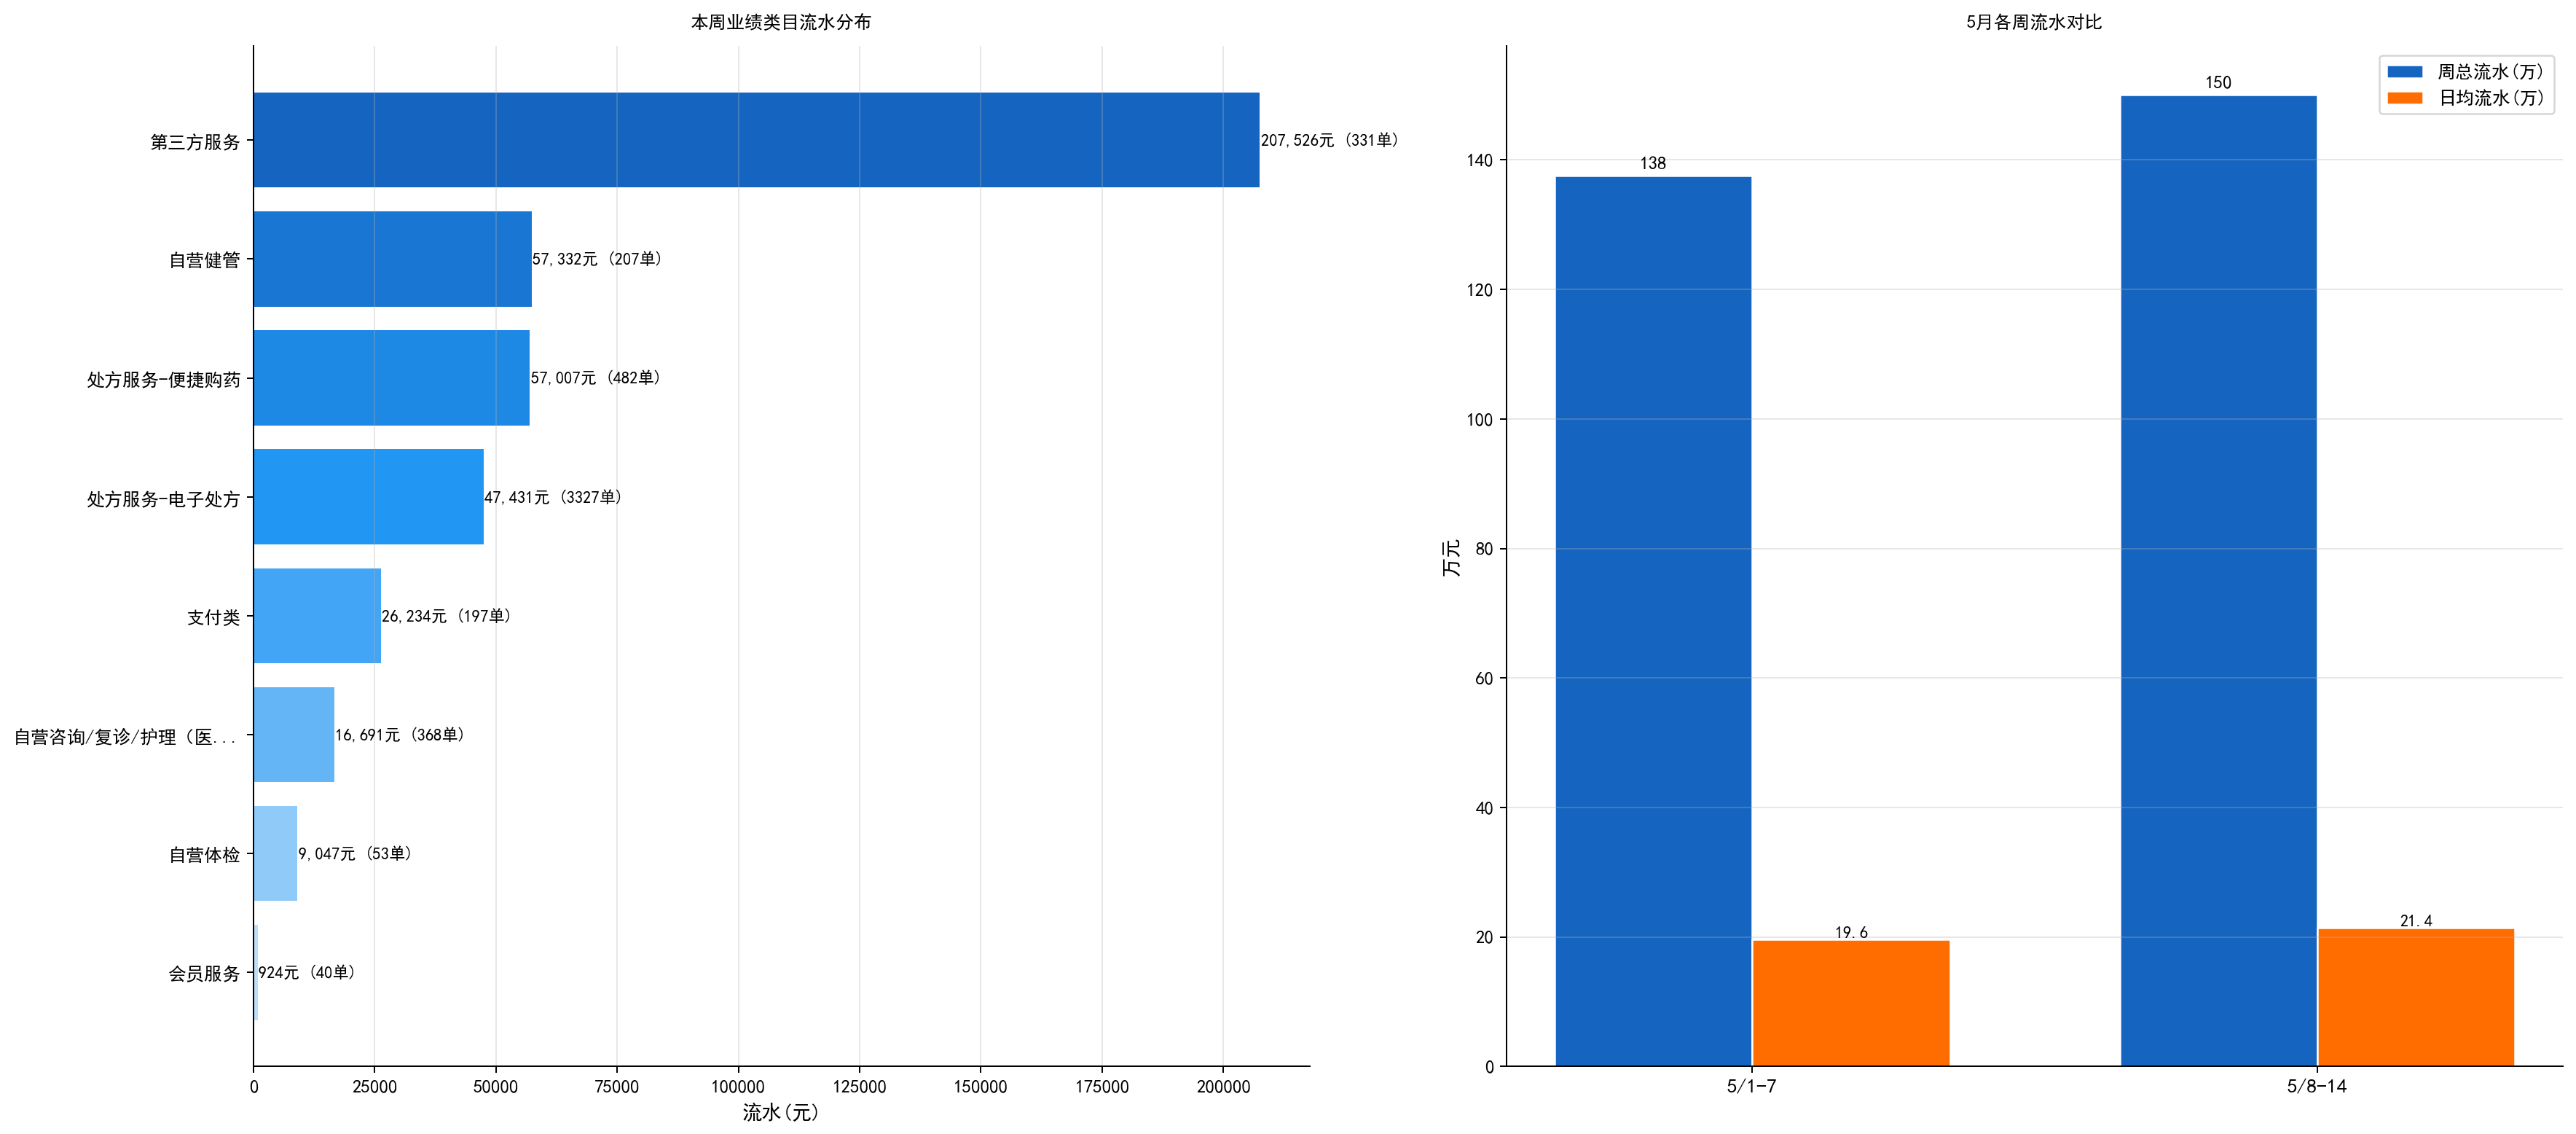 本周业绩类目流水分布
第三方服务
207,526元 (331单)
自营健管
57,332元 (207单)
处方服务-便捷购药
57,007元 (482单)
处方服务-电子处方
47,431元 (3327单)
支付类
26,234元 (197单)
自营咨询/复诊/护理（医...
16,691元 (368单)
自营体检
9,047元 (53单)
会员服务
924元 (40单)
0 25000 50000 75000 100000 125000 150000 175000 200000
流水(元)
5月各周流水对比
周总流水(万)
日均流水(万)
万元
140
120
100
80
60
40
20
0
138
19.6
150
21.4
5/1-7 5/8-14